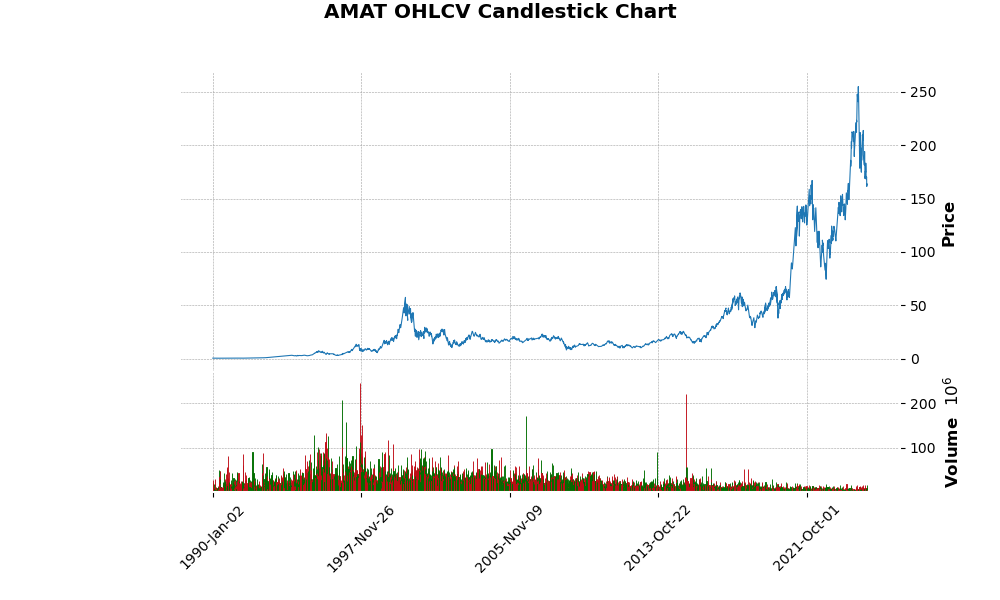 AMAT OHLCV Candlestick Chart
250
200
150
100
50
0
Price
200
100
Volume 10^6
1990-Jan-02
1997-Nov-26
2005-Nov-09
2013-Oct-22
2021-Oct-01